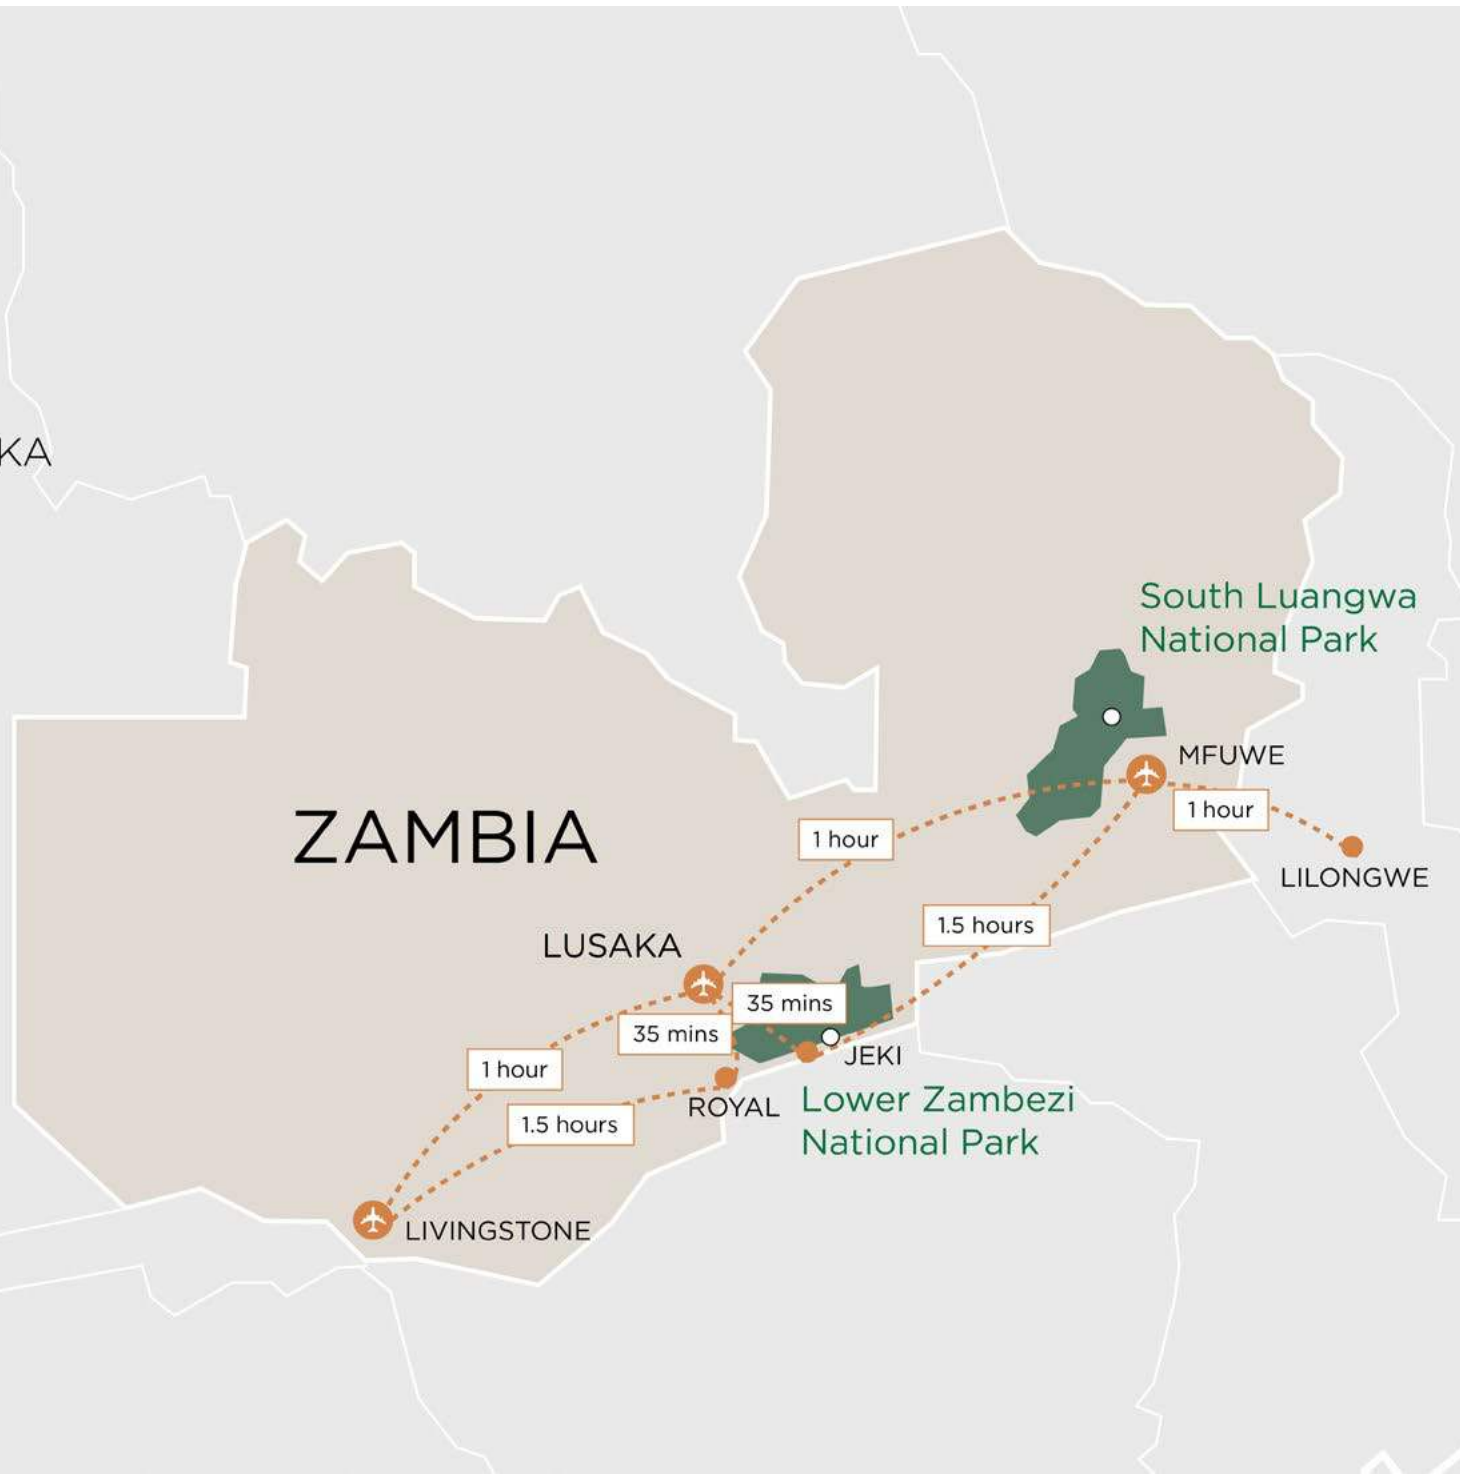 KA
South Luangwa
National Park
MFUWE
1 hour
ZAMBIA
1 hour
LILONGWE
1.5 hours
LUSAKA
35 mins
35 mins
JEKI
1 hour
Lower Zambezi
National Park
ROYAL
1.5 hours
LIVINGSTONE